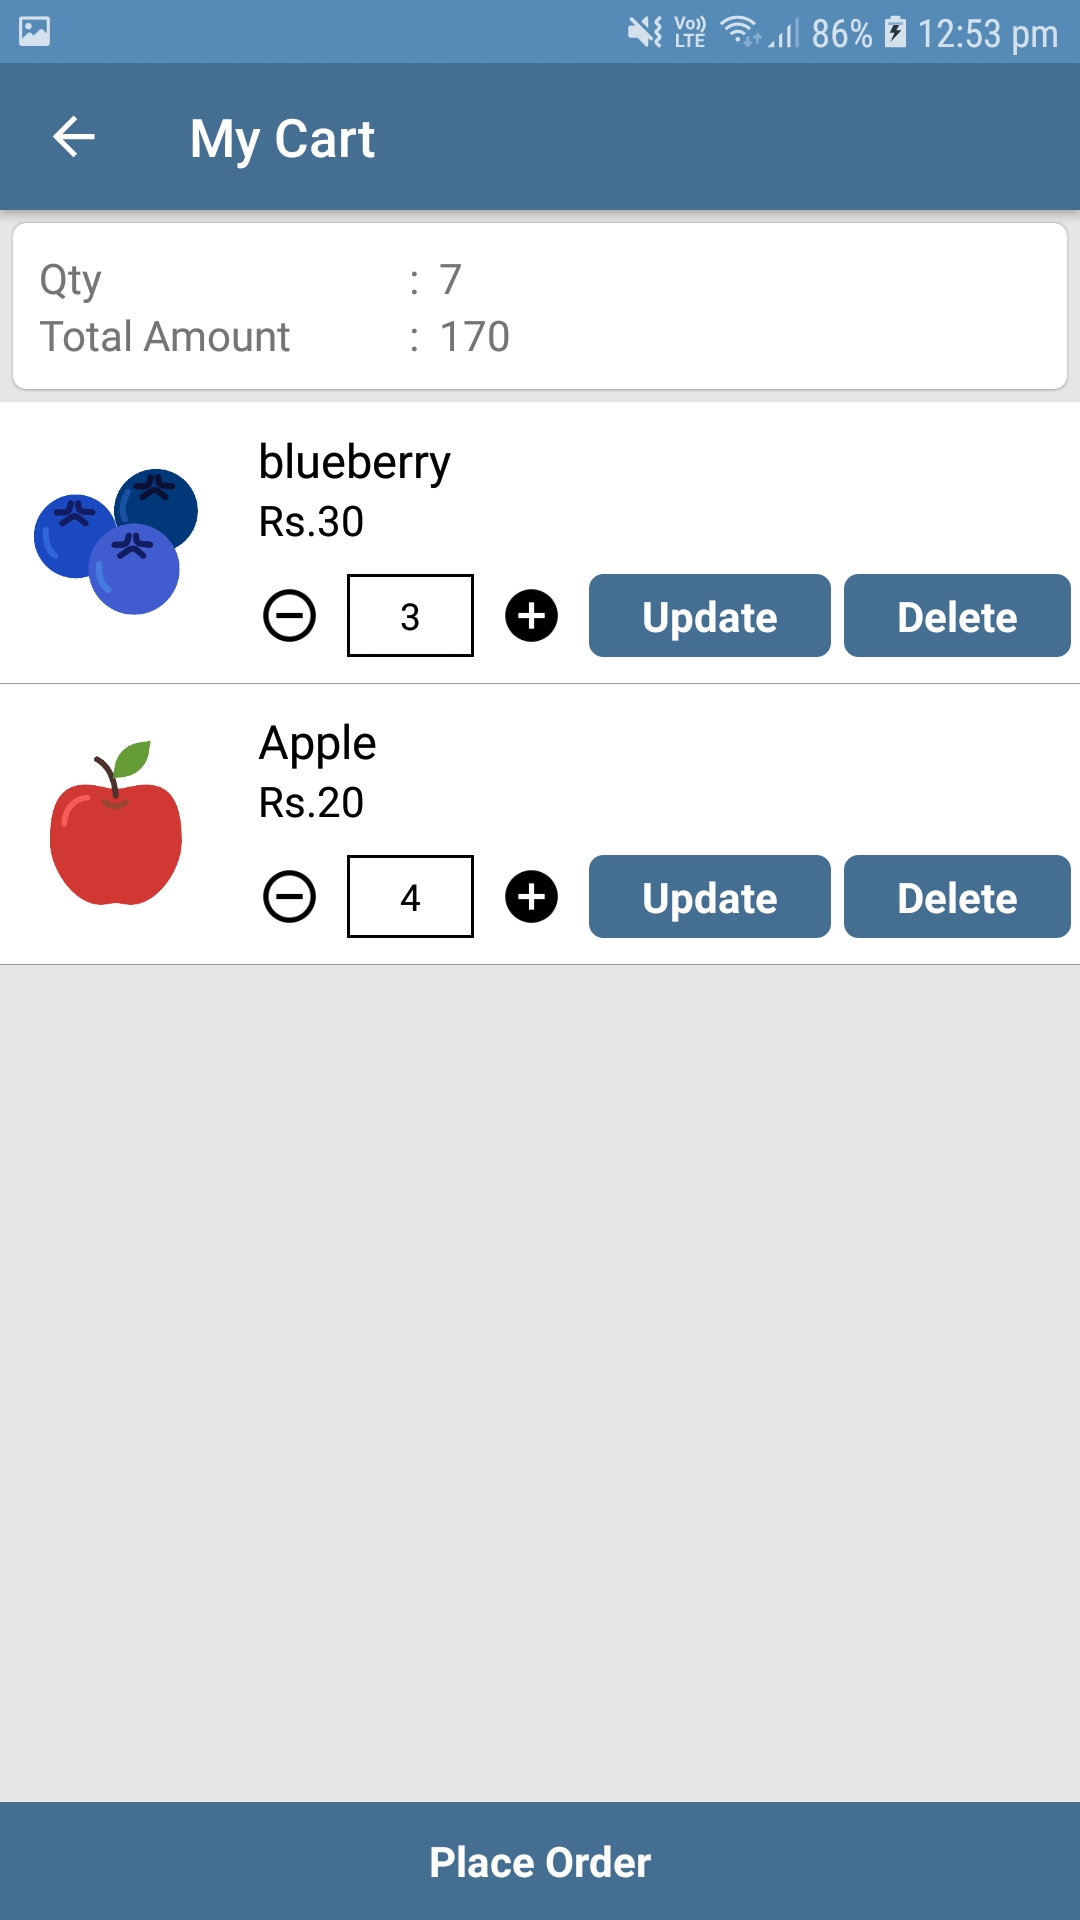 Vo)) LTE 86% 12:53 pm
My Cart
Qty : 7
Total Amount : 170
blueberry
Rs.30
3 Update Delete
Apple
Rs.20
4 Update Delete
Place Order